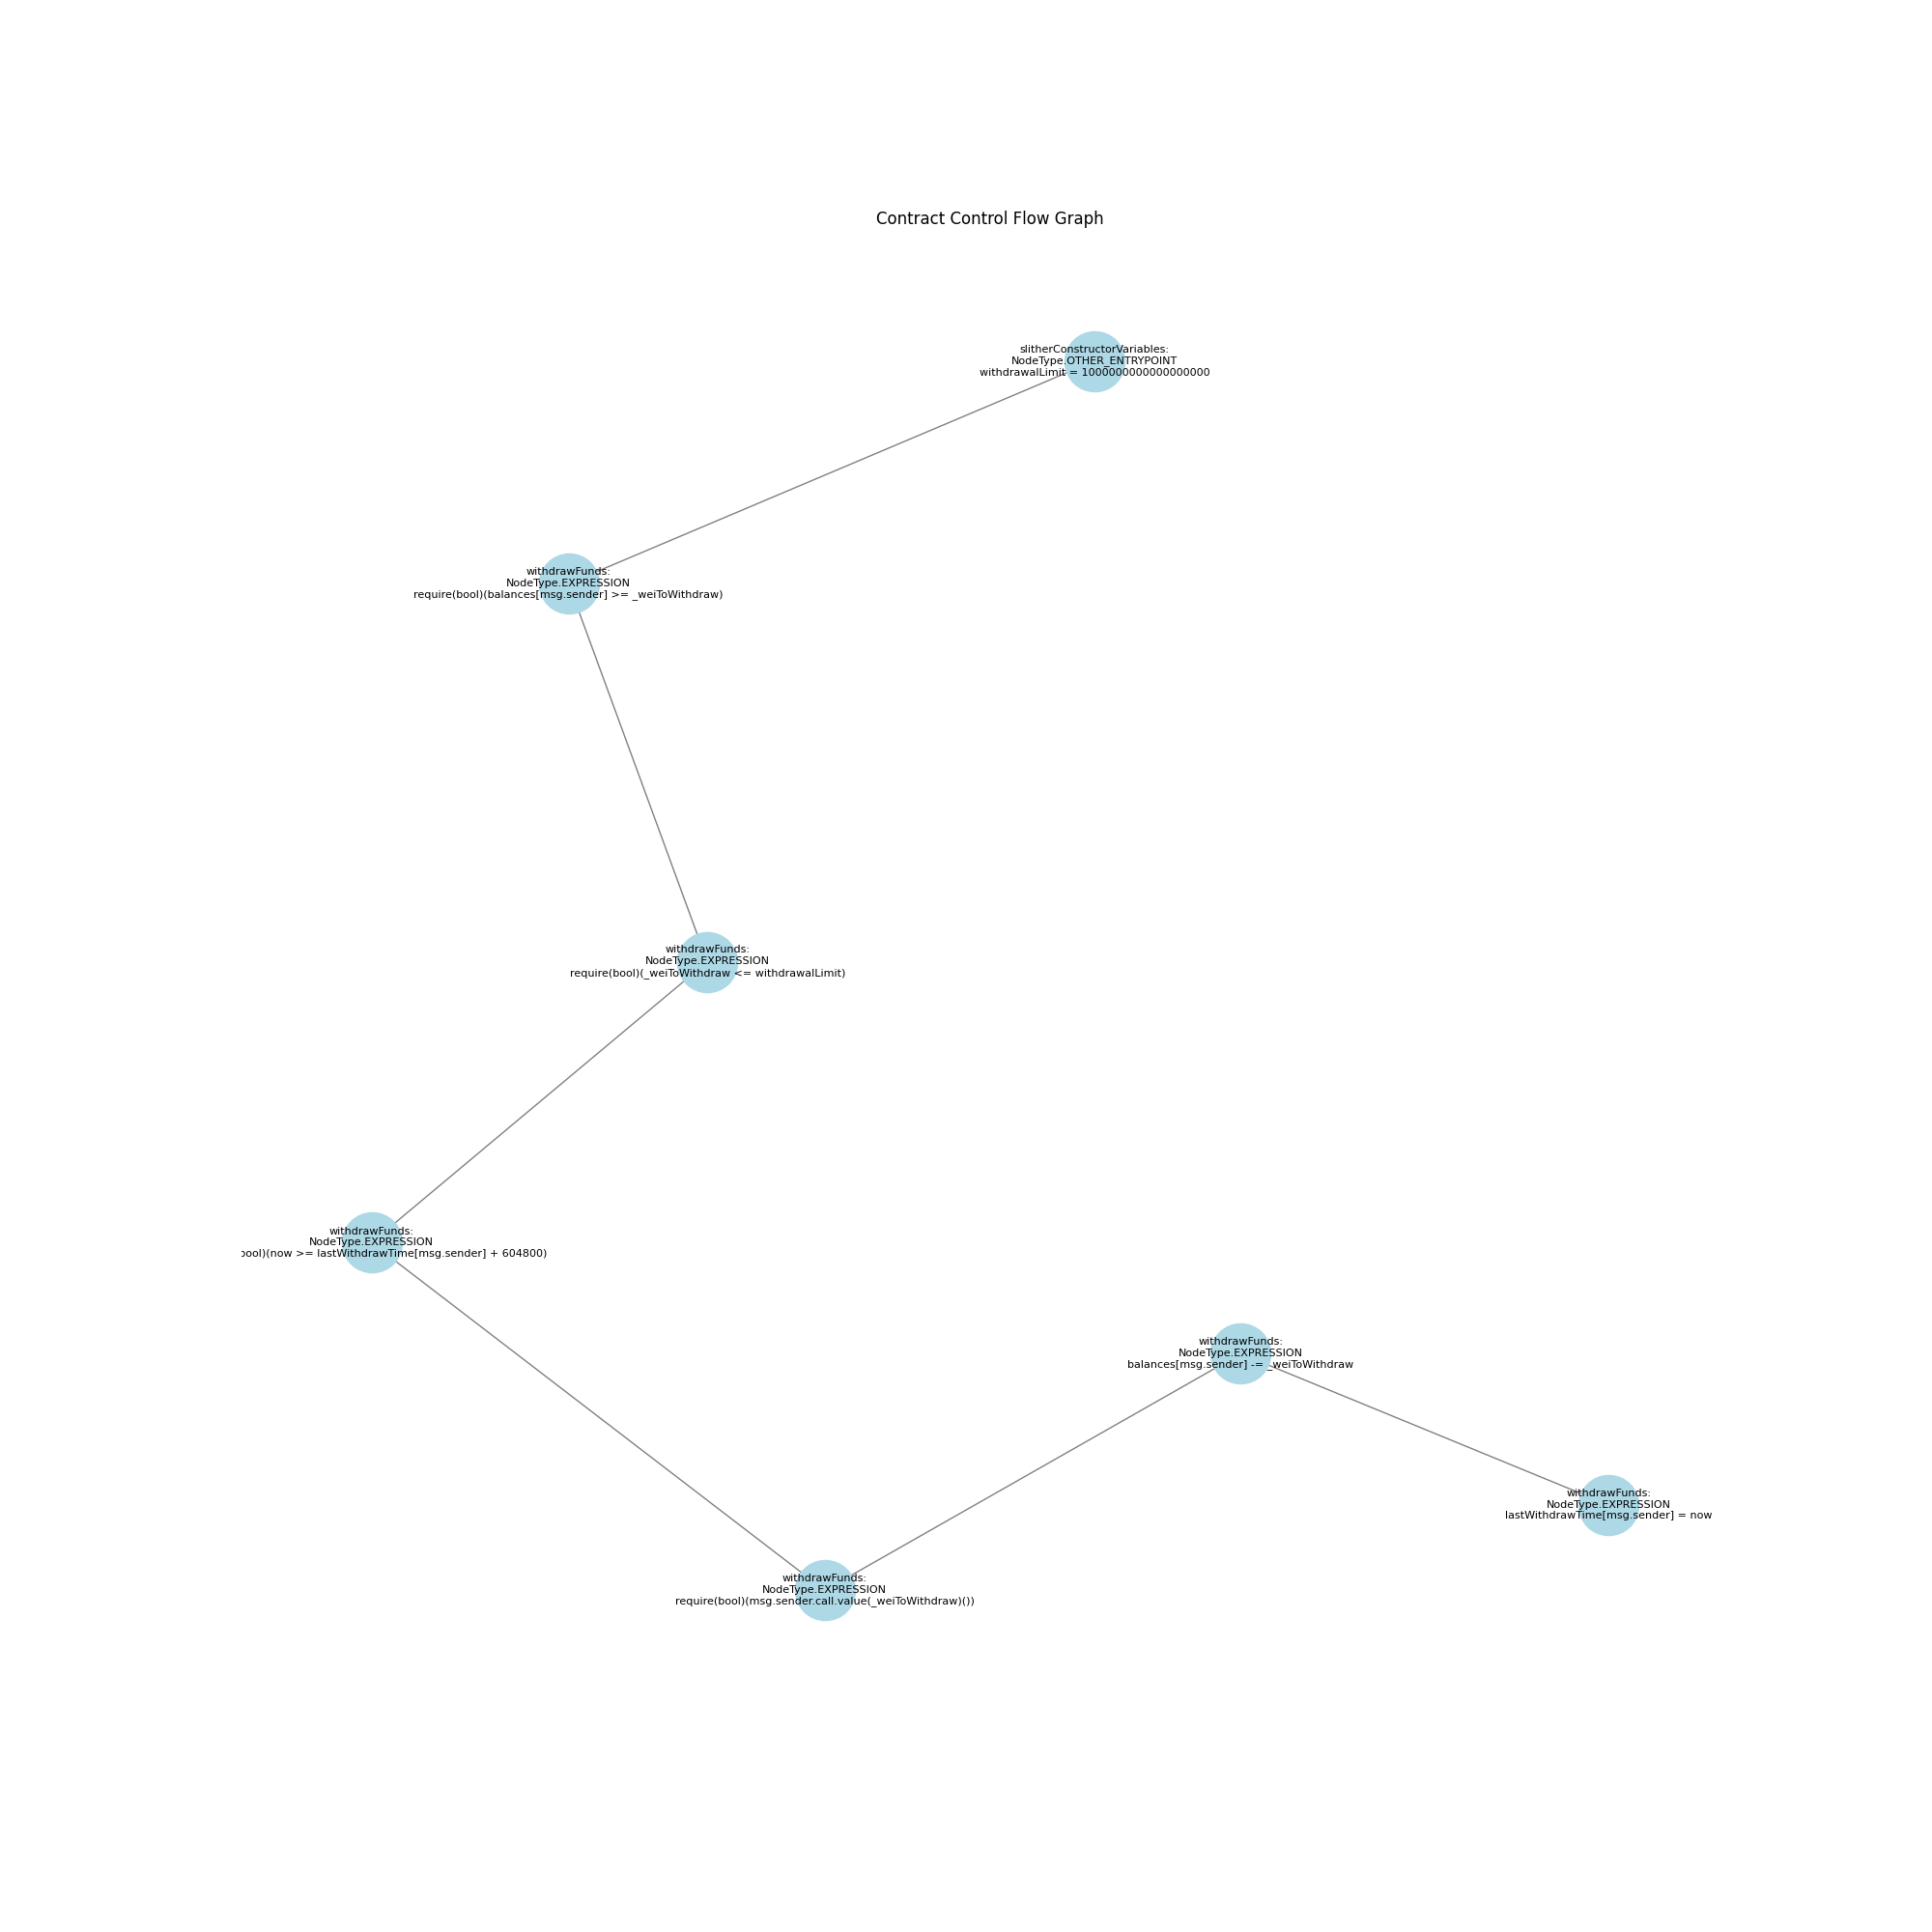 Contract Control Flow Graph
slitherConstructorVariables:
NodeType.OTHER_ENTRYPOINT
withdrawalLimit = 1000000000000000000
withdrawFunds:
NodeType.EXPRESSION
require(bool)(balances[msg.sender] >= _weiToWithdraw)
withdrawFunds:
NodeType.EXPRESSION
require(bool)(_weiToWithdraw <= withdrawalLimit)
withdrawFunds:
NodeType.EXPRESSION
bool)(now >= lastWithdrawTime[msg.sender] + 604800)
withdrawFunds:
NodeType.EXPRESSION
balances[msg.sender] -= _weiToWithdraw
withdrawFunds:
NodeType.EXPRESSION
lastWithdrawTime[msg.sender] = now
withdrawFunds:
NodeType.EXPRESSION
require(bool)(msg.sender.call.value(_weiToWithdraw)())